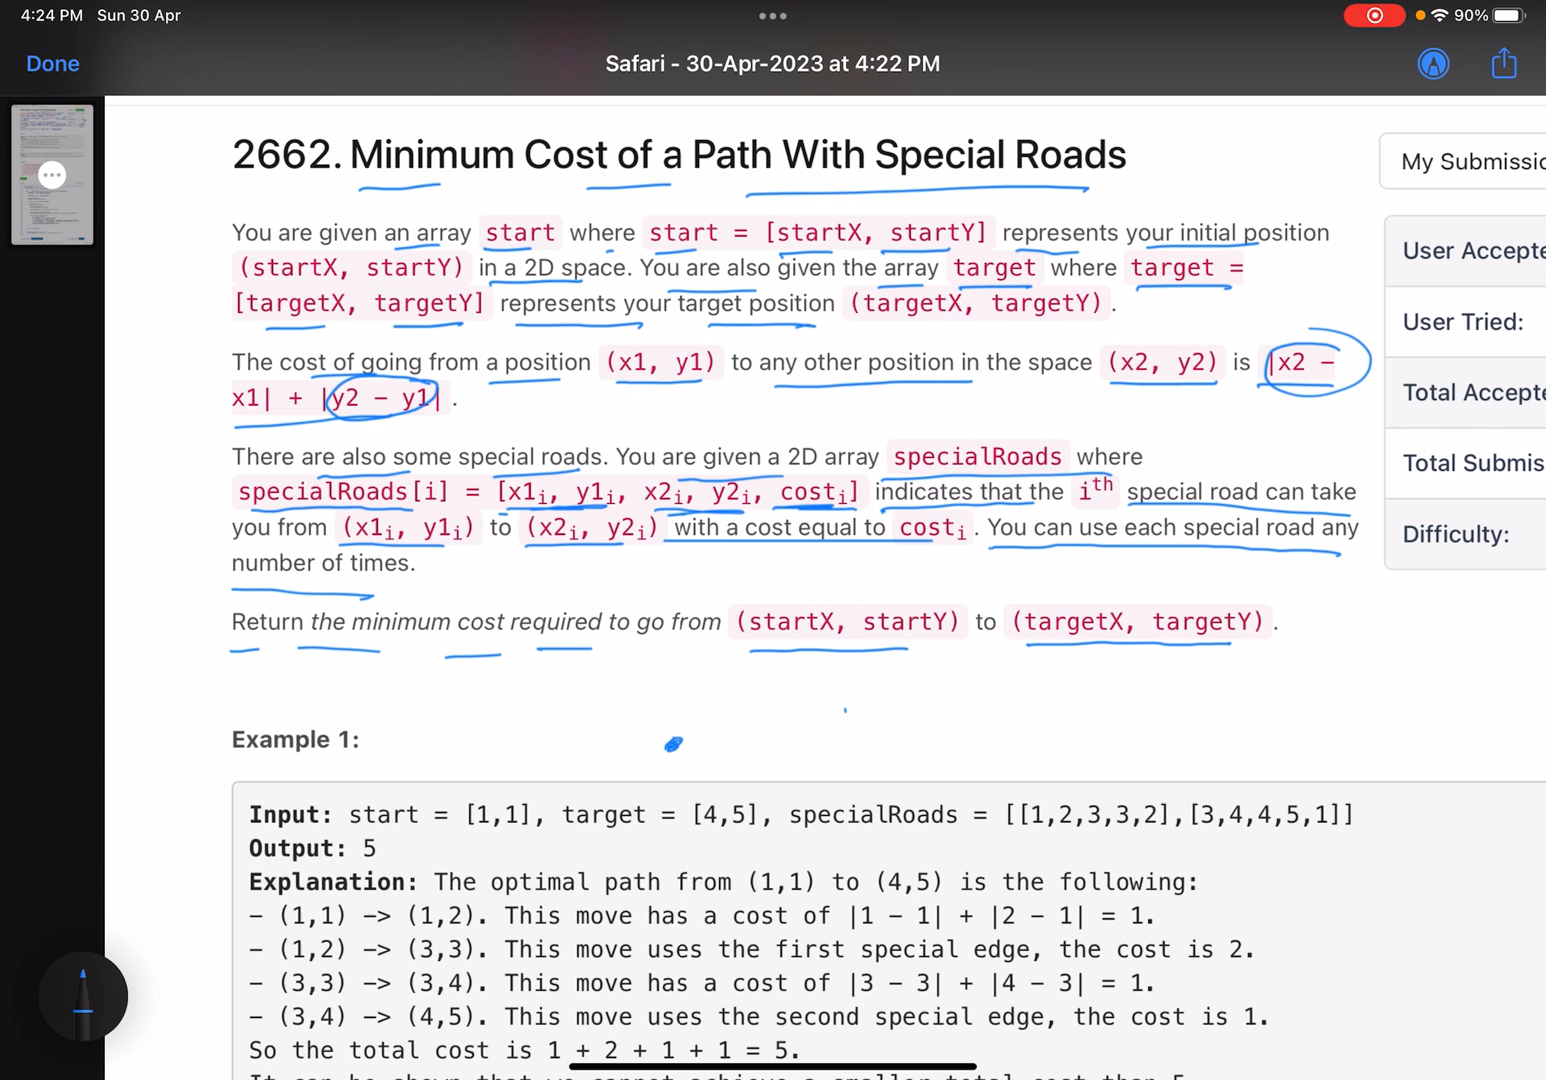 4:24 PM Sun 30 Apr
90%
Done
Safari - 30-Apr-2023 at 4:22 PM
2662. Minimum Cost of a Path With Special Roads
My Submissio
You are given an array start where start = [startX, startY] represents your initial position
(startX, startY) in a 2D space. You are also given the array target where target =
[targetX, targetY] represents your target position (targetX, targetY).
The cost of going from a position (x1, y1) to any other position in the space (x2, y2) is |x2 -
x1| + |y2 - y1|.
There are also some special roads. You are given a 2D array specialRoads where
specialRoads[i] = [x1i, y1i, x2i, y2i, costi] indicates that the ith special road can take
you from (x1i, y1i) to (x2i, y2i) with a cost equal to costi. You can use each special road any
number of times.
Return the minimum cost required to go from (startX, startY) to (targetX, targetY).
User Accepte
User Tried:
Total Accepte
Total Submis
Difficulty:
Example 1:
Input: start = [1,1], target = [4,5], specialRoads = [[1,2,3,3,2],[3,4,4,5,1]]
Output: 5
Explanation: The optimal path from (1,1) to (4,5) is the following:
- (1,1) -> (1,2). This move has a cost of |1 - 1| + |2 - 1| = 1.
- (1,2) -> (3,3). This move uses the first special edge, the cost is 2.
- (3,3) -> (3,4). This move has a cost of |3 - 3| + |4 - 3| = 1.
- (3,4) -> (4,5). This move uses the second special edge, the cost is 1.
So the total cost is 1 + 2 + 1 + 1 = 5.
It can be shown that we cannot achieve a smaller total cost than 5.